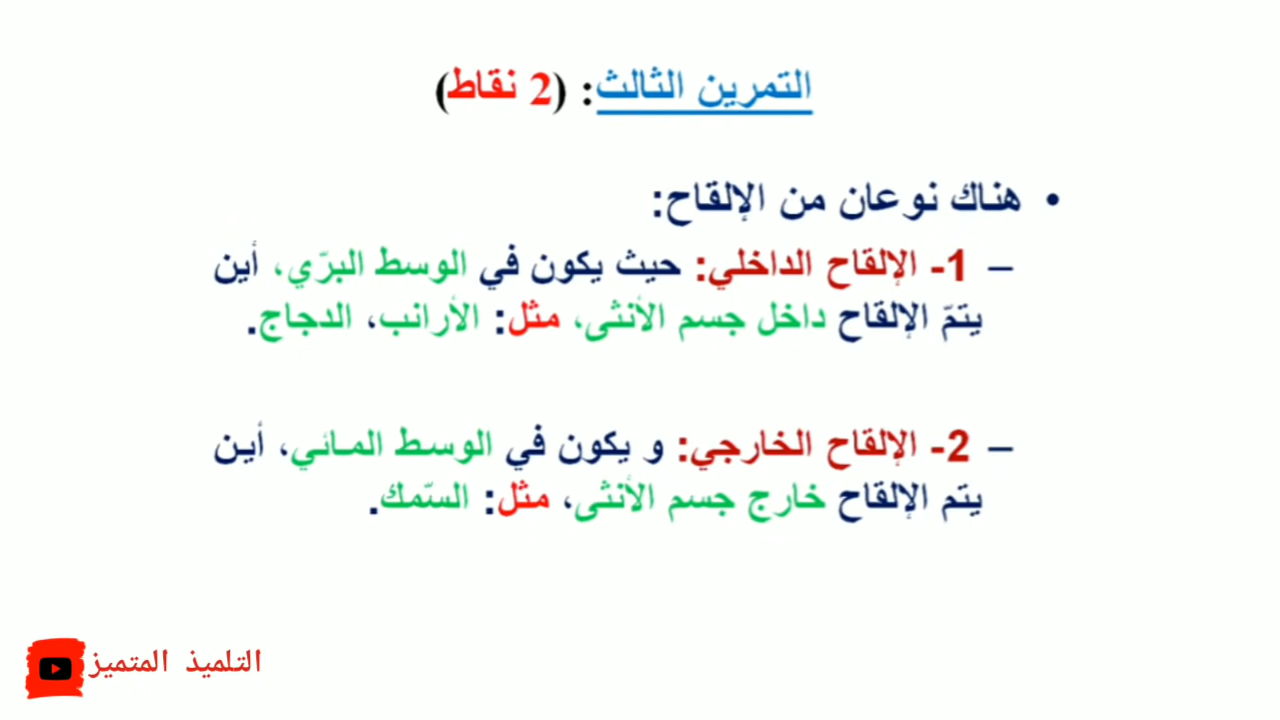 التمرين الثالث: (2 نقاط)
• هناك نوعان من الإلقاح:
– 1- الإلقاح الداخلي: حيث يكون في الوسط البرّي، أين
يتمّ الإلقاح داخل جسم الأنثى، مثل: الأرانب، الدجاج.
– 2- الإلقاح الخارجي: و يكون في الوسط المائي، أين
يتم الإلقاح خارج جسم الأنثى، مثل: السّمك.
التلميذ المتميز